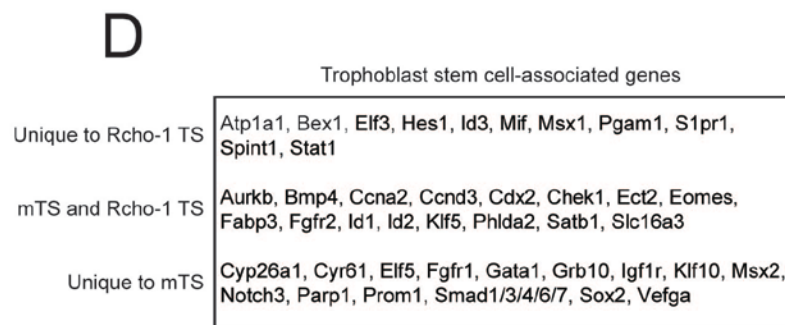 D
Trophoblast stem cell-associated genes
Unique to Rcho-1 TS
Atp1a1, Bex1, Elf3, Hes1, Id3, Mif, Msx1, Pgam1, S1pr1,
Spint1, Stat1
mTS and Rcho-1 TS
Aurkb, Bmp4, Ccna2, Ccnd3, Cdx2, Chek1, Ect2, Eomes,
Fabp3, Fgfr2, Id1, Id2, Klf5, Phlda2, Satb1, Slc16a3
Unique to mTS
Cyp26a1, Cyr61, Elf5, Fgfr1, Gata1, Grb10, Igf1r, Klf10, Msx2,
Notch3, Parp1, Prom1, Smad1/3/4/6/7, Sox2, Vefga